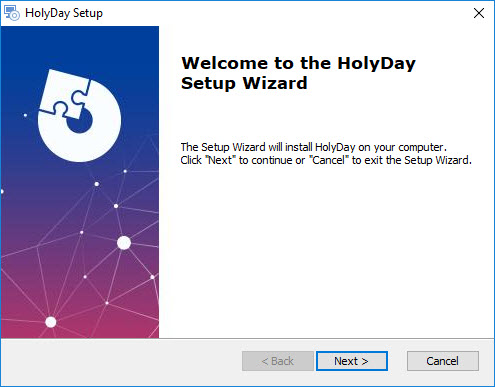 HolyDay Setup
Welcome to the HolyDay
Setup Wizard
The Setup Wizard will install HolyDay on your computer.
Click "Next" to continue or "Cancel" to exit the Setup Wizard.
< Back Next > Cancel